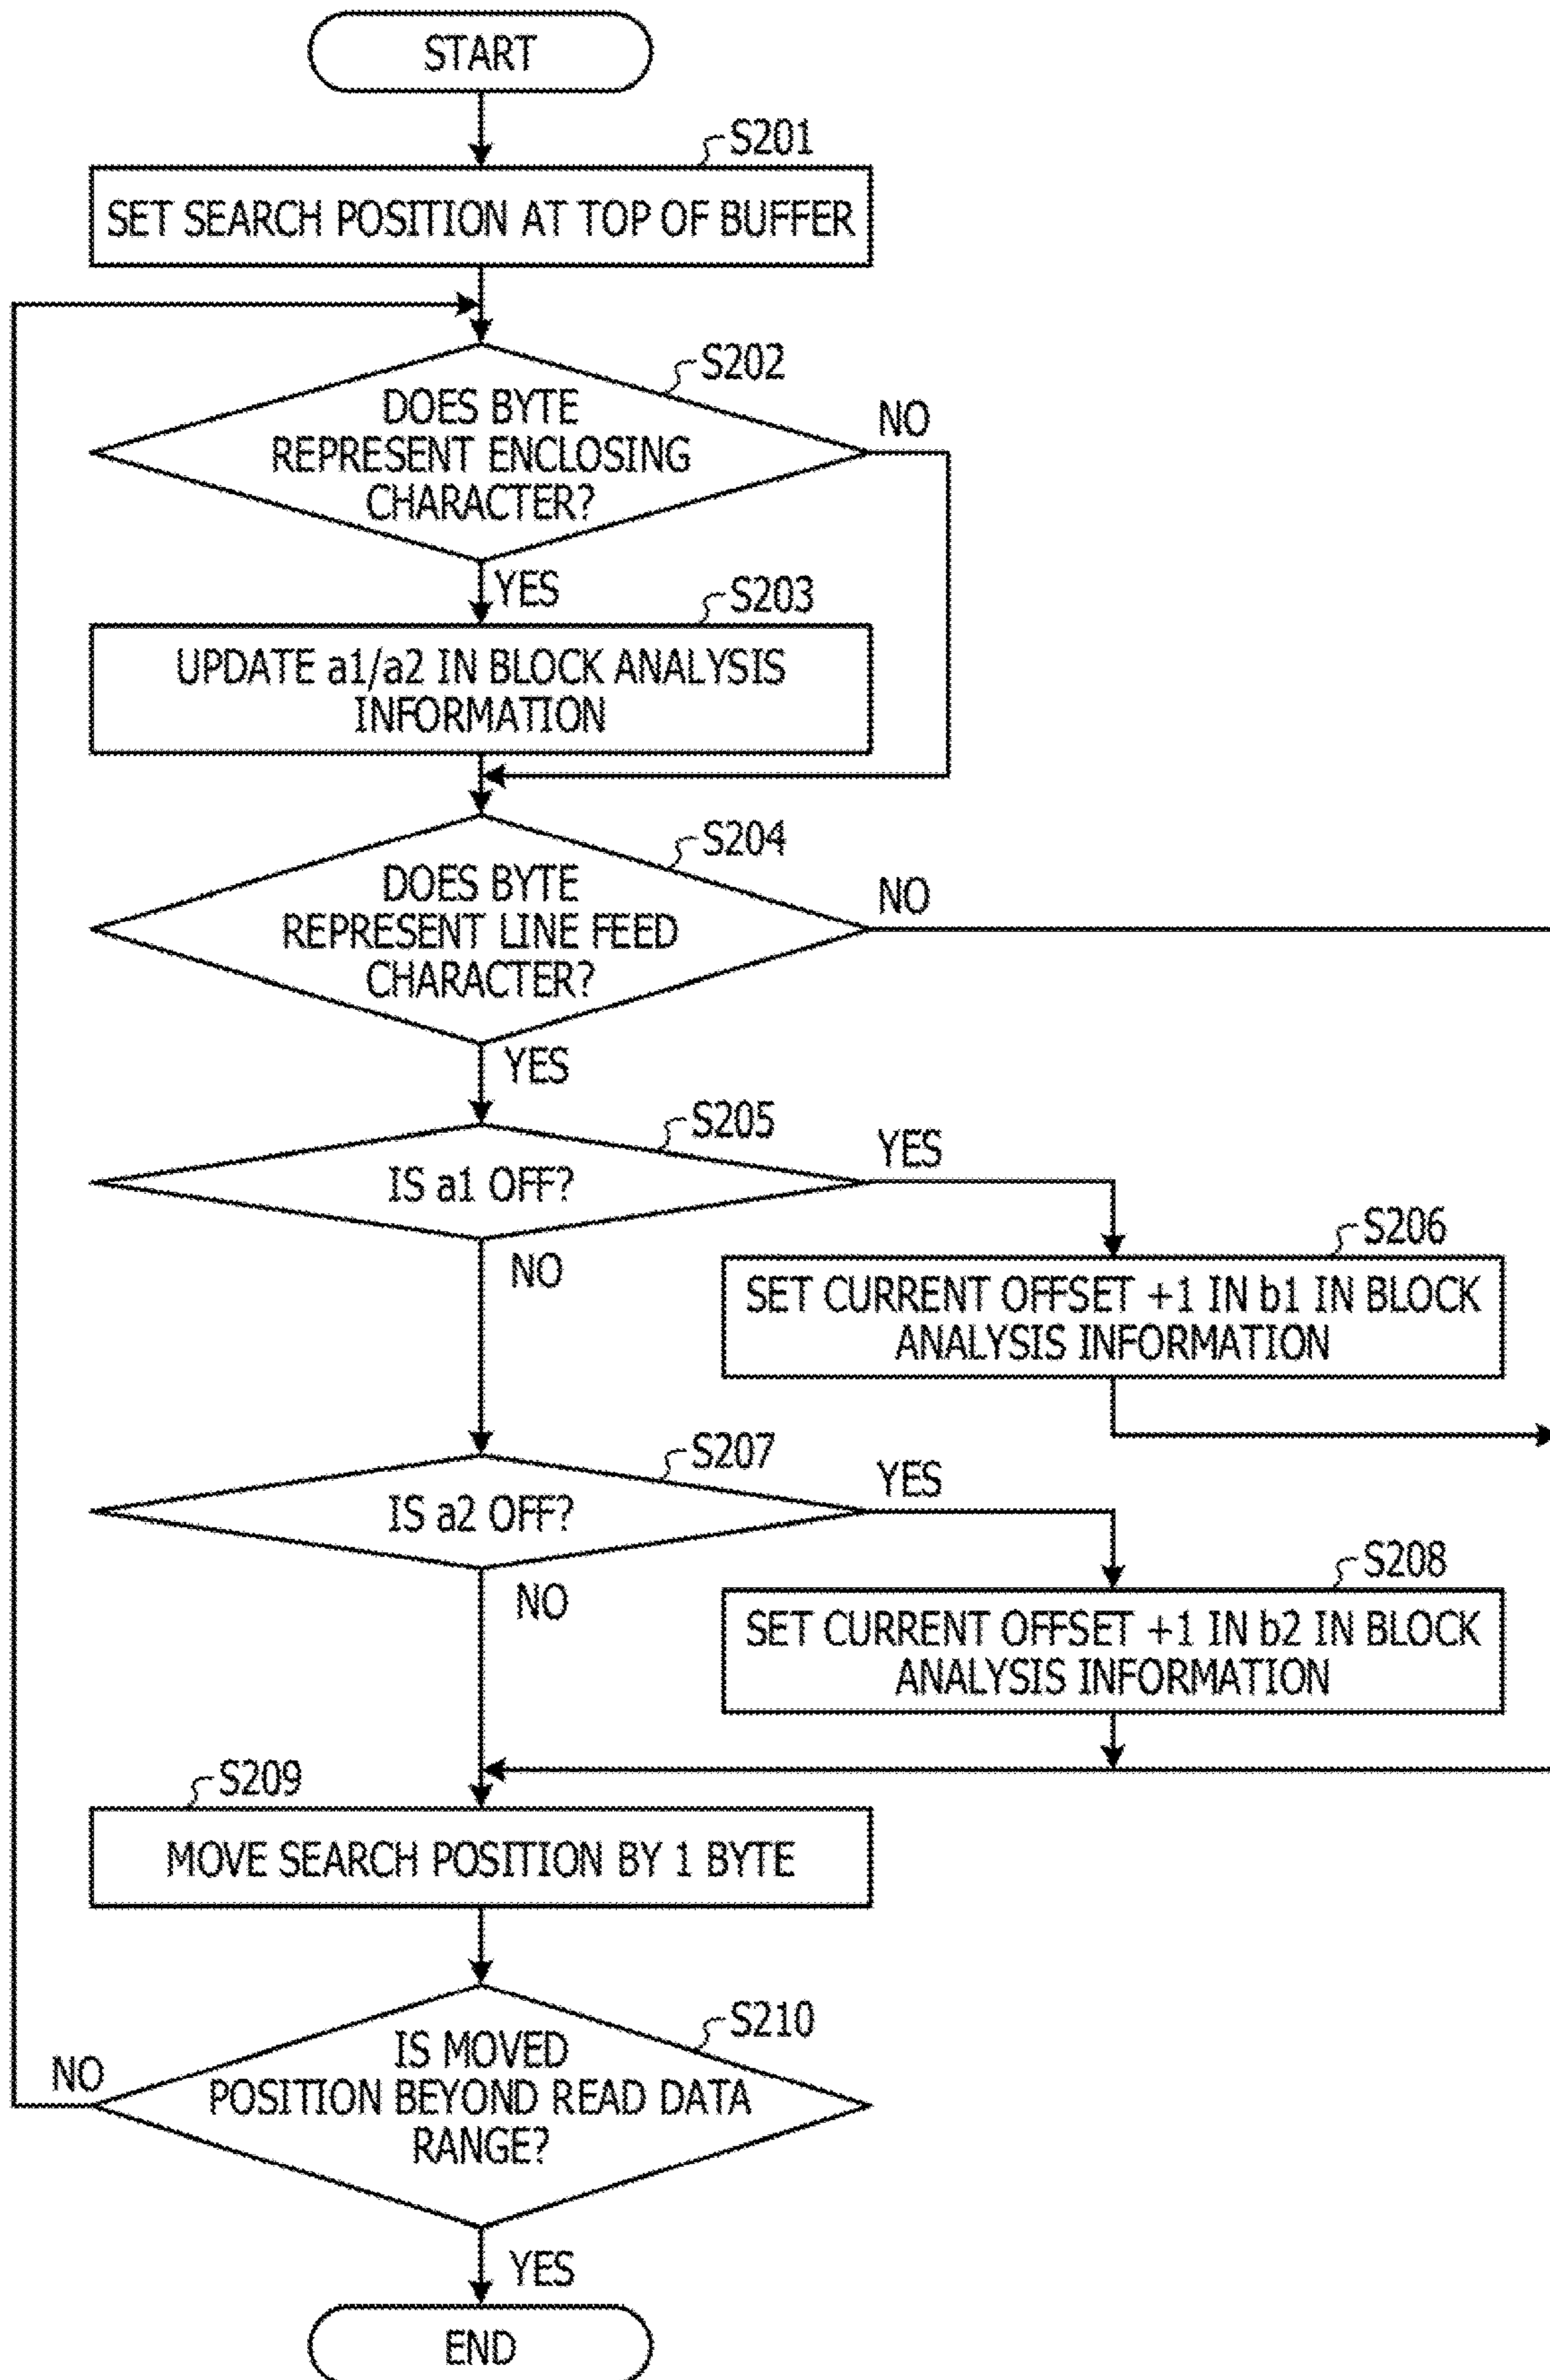 START
S201
SET SEARCH POSITION AT TOP OF BUFFER
S202
DOES BYTE
REPRESENT ENCLOSING
CHARACTER?
NO
YES
S203
UPDATE a1/a2 IN BLOCK ANALYSIS
INFORMATION
S204
DOES BYTE
REPRESENT LINE FEED
CHARACTER?
NO
YES
S205
IS a1 OFF?
YES
NO
S206
SET CURRENT OFFSET +1 IN b1 IN BLOCK
ANALYSIS INFORMATION
S207
IS a2 OFF?
YES
NO
S208
SET CURRENT OFFSET +1 IN b2 IN BLOCK
ANALYSIS INFORMATION
S209
MOVE SEARCH POSITION BY 1 BYTE
S210
IS MOVED
POSITION BEYOND READ DATA
RANGE?
NO
YES
END